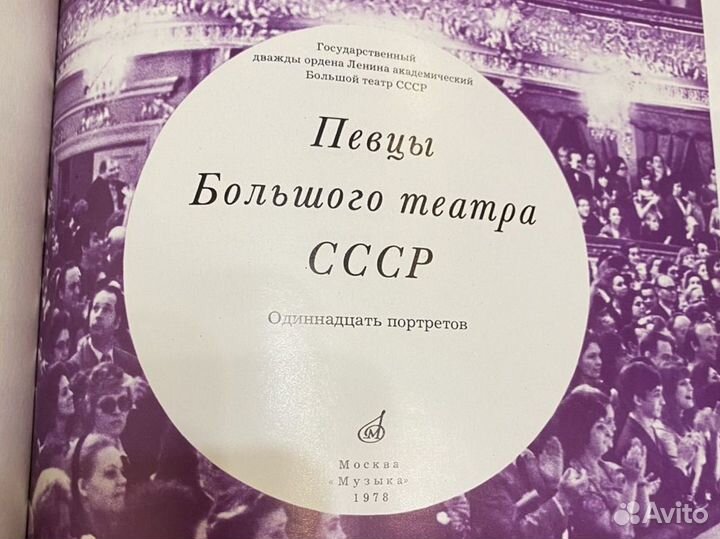 Государственный
дважды ордена Ленина академический
Большой театр СССР
Певцы
Большого театра
СССР
Одиннадцать портретов
М
Москва
«Музыка»
1978
Avito